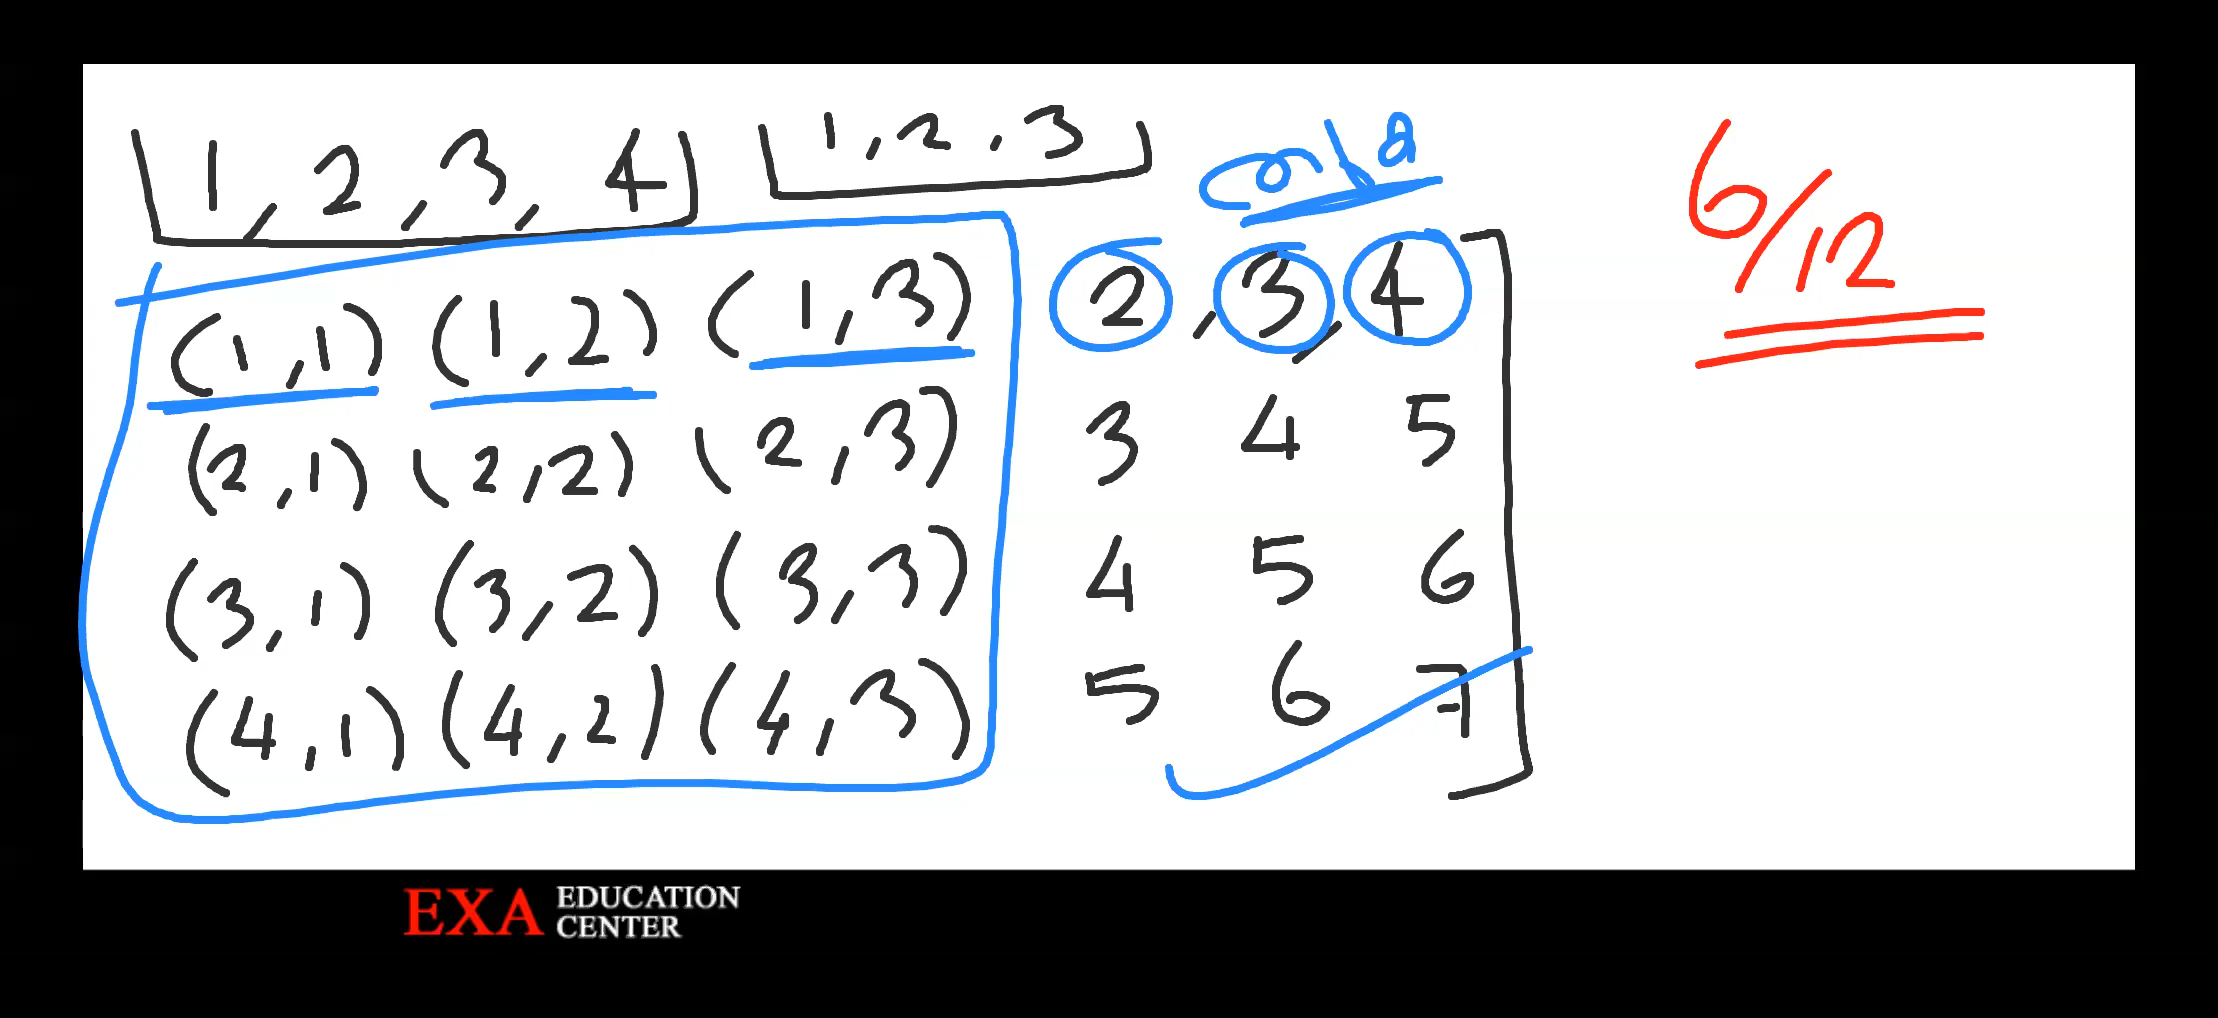 1, 2, 3, 4 1, 2, 3
(1,1) (1,2) (1,3) 2, 3, 4
(2,1) (2,2) (2,3) 3 4 5
(3,1) (3,2) (3,3) 4 5 6
(4,1) (4,2) (4,3) 5 6 7
6/12
EXA EDUCATION
CENTER